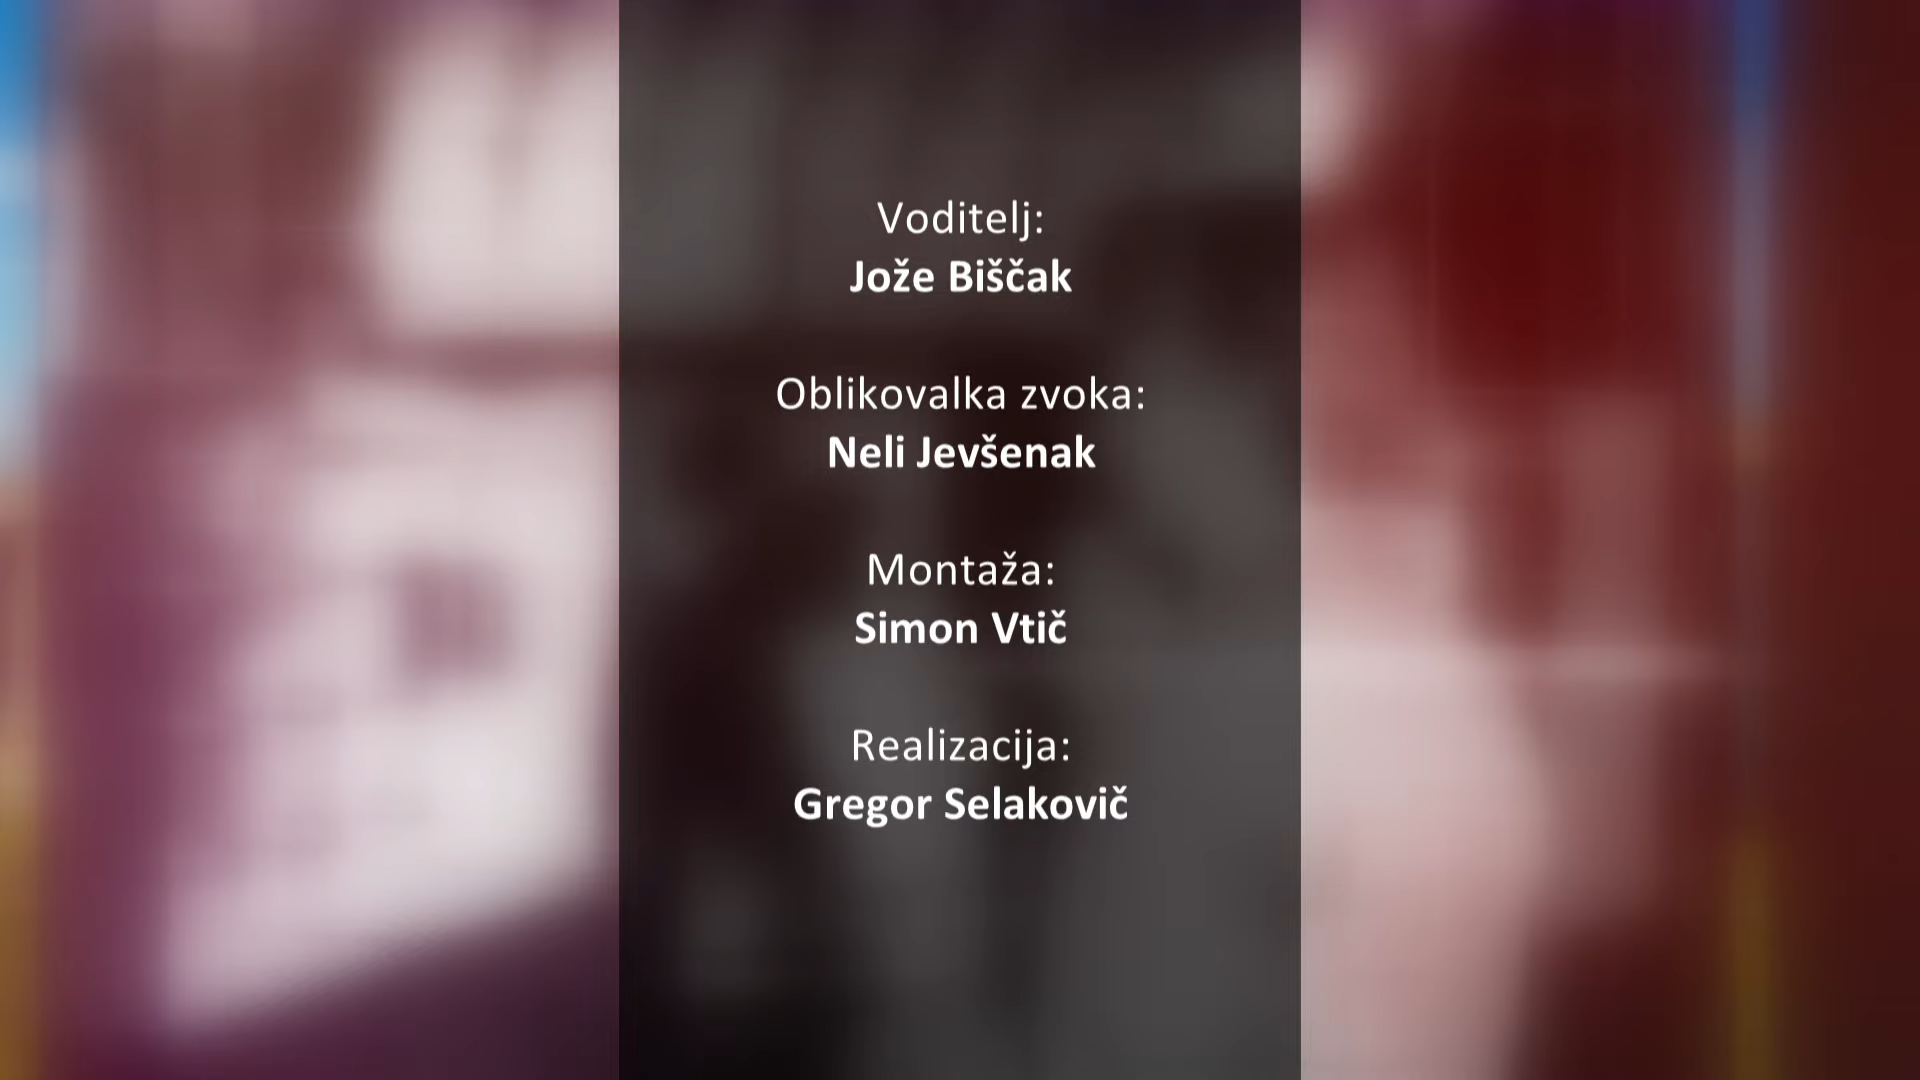 Voditelj:
Jože Biščak
Oblikovalka zvoka:
Neli Jevšenak
Montaža:
Simon Vtič
Realizacija:
Gregor Selakovič